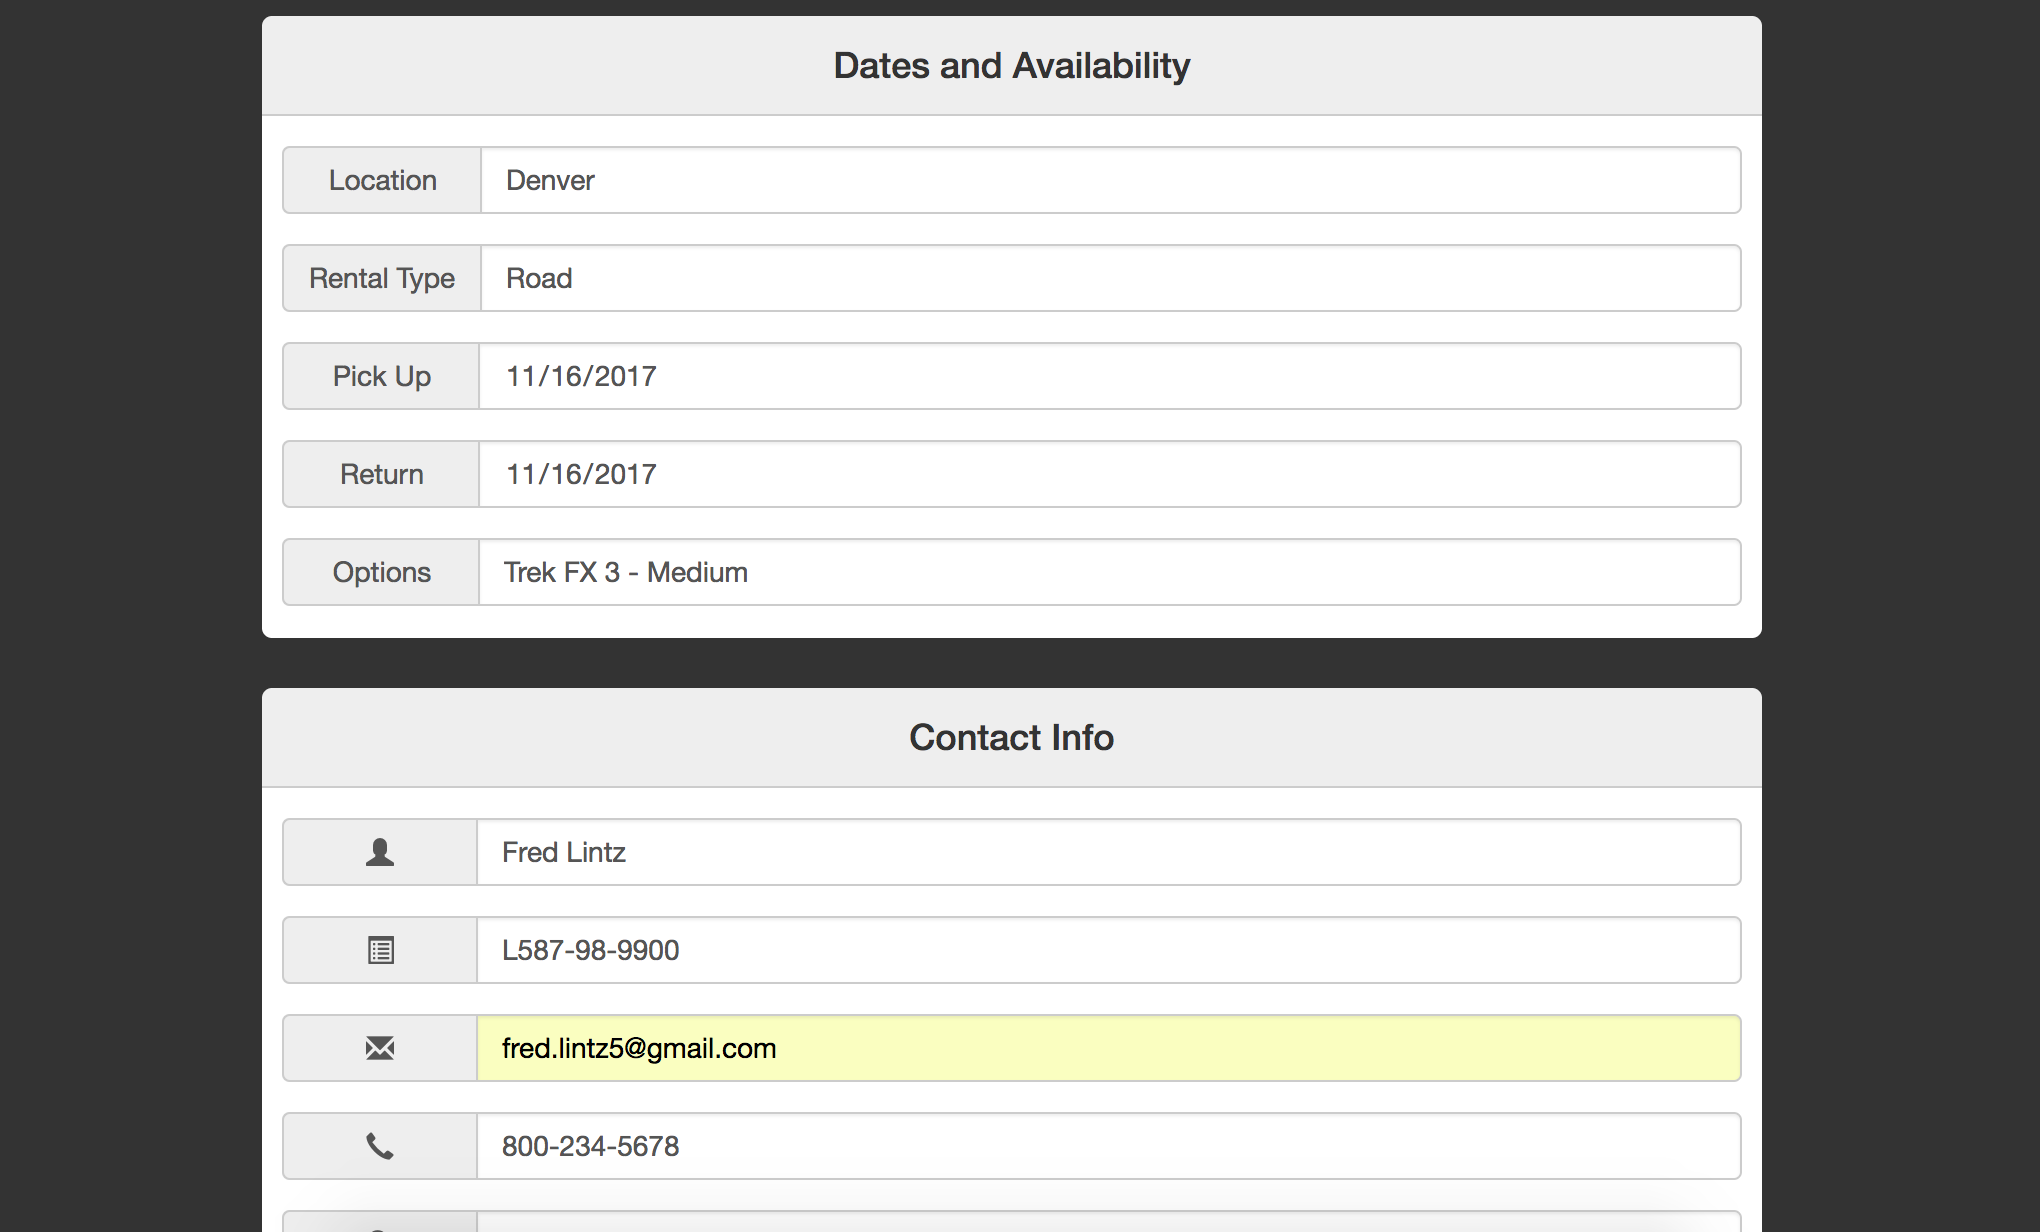 Dates and Availability
Location Denver
Rental Type Road
Pick Up 11/16/2017
Return 11/16/2017
Options Trek FX 3 - Medium
Contact Info
Fred Lintz
L587-98-9900
fred.lintz5@gmail.com
800-234-5678